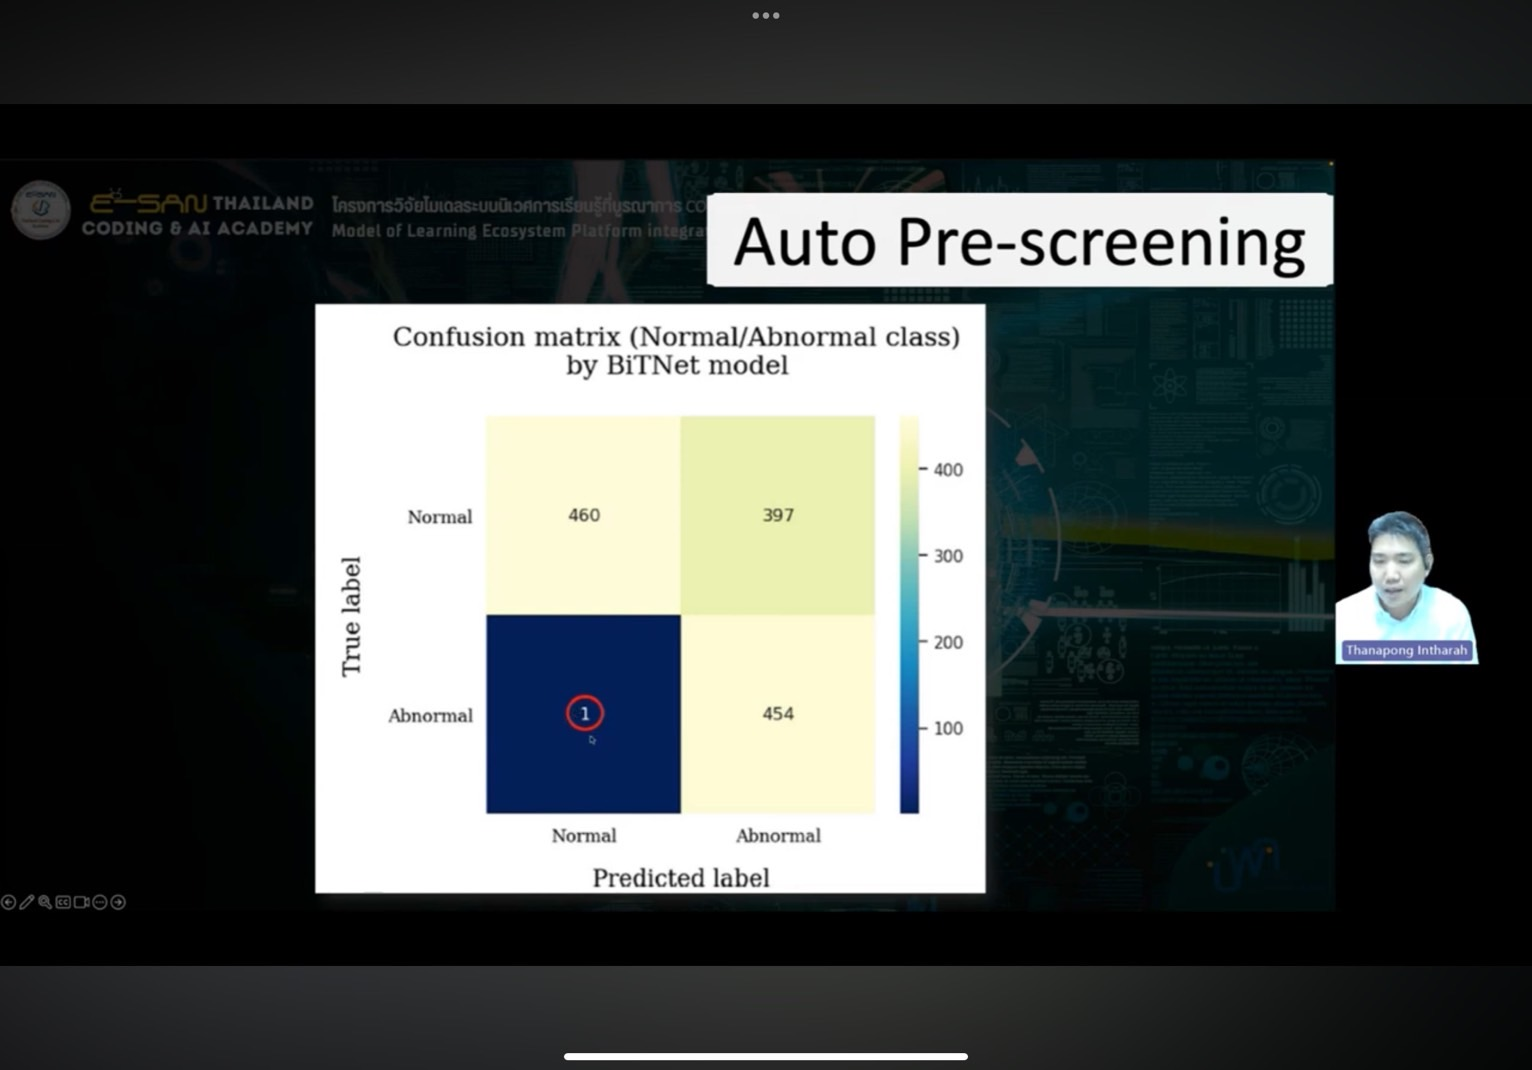 E-SAN THAILAND
CODING & AI ACADEMY
โครงการวิจัยโมเดลระบบนิเวศการเรียนรู้ที่บูรณาการ CO
Model of Learning Ecosystem Platform integra
Auto Pre-screening
Confusion matrix (Normal/Abnormal class)
by BiTNet model
True label
Normal
460
397
Abnormal
1
454
Normal
Abnormal
Predicted label
400
300
200
100
Thanapong Intharah